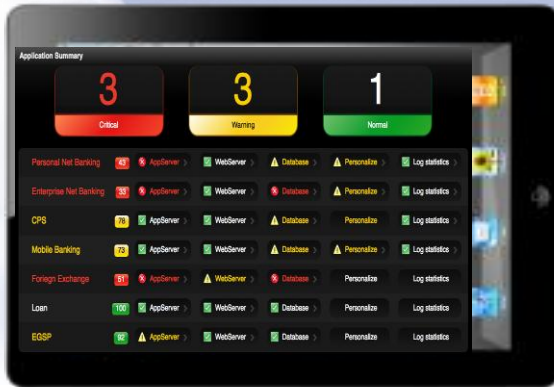 Application Summary
3 3 1
Critical Warning Normal
Personal Net Banking 43 AppServer WebServer Database Personalize Log statistics
Enterprise Net Banking 33 AppServer WebServer Database Personalize Log statistics
CPS 78 AppServer WebServer Database Personalize Log statistics
Mobile Banking 73 AppServer WebServer Database Personalize Log statistics
Foriegn Exchange 51 AppServer WebServer Database Personalize Log statistics
Loan 100 AppServer WebServer Database Personalize Log statistics
EGSP 92 AppServer WebServer Database Personalize Log statistics